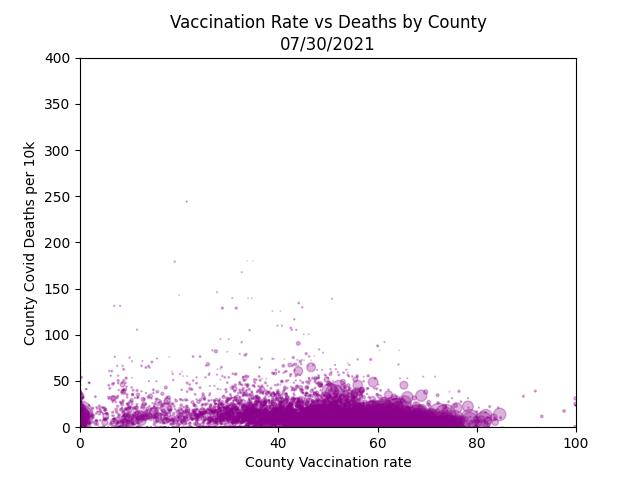 Vaccination Rate vs Deaths by County
07/30/2021
400
350
300
250
200
150
100
50
0
County Covid Deaths per 10k
0 20 40 60 80 100
County Vaccination rate